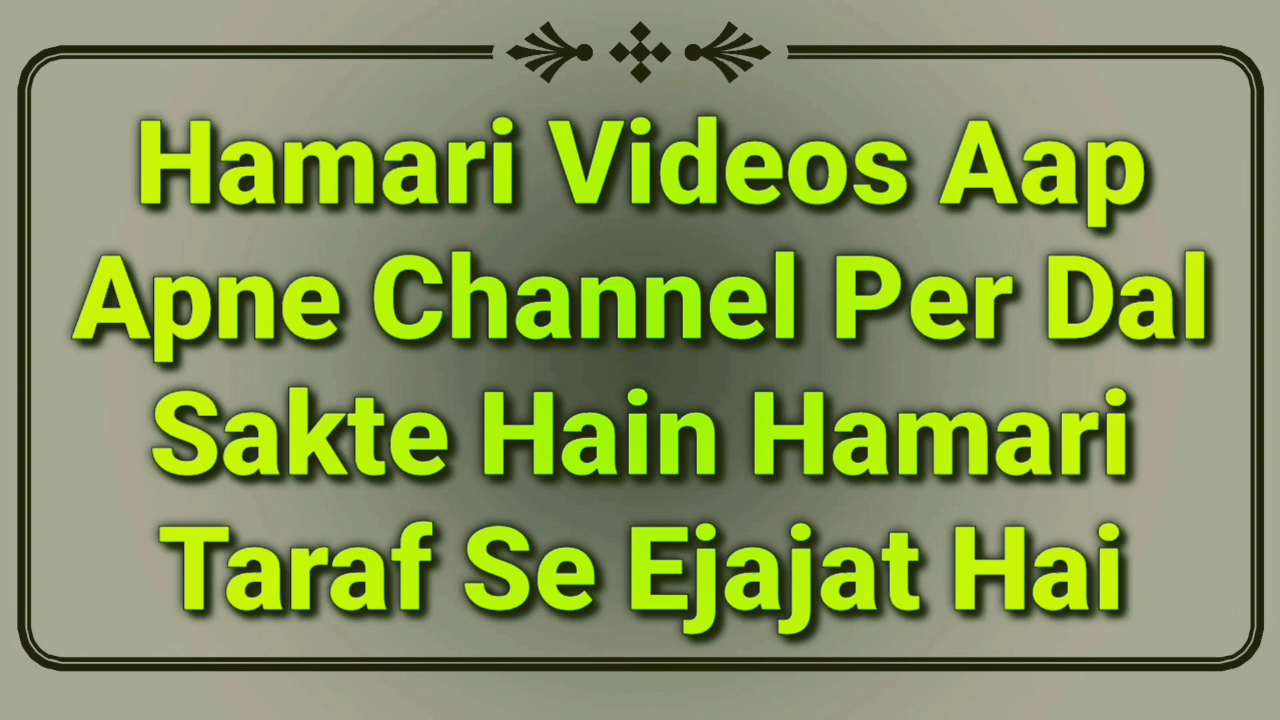 Hamari Videos Aap
Apne Channel Per Dal
Sakte Hain Hamari
Taraf Se Ejajat Hai